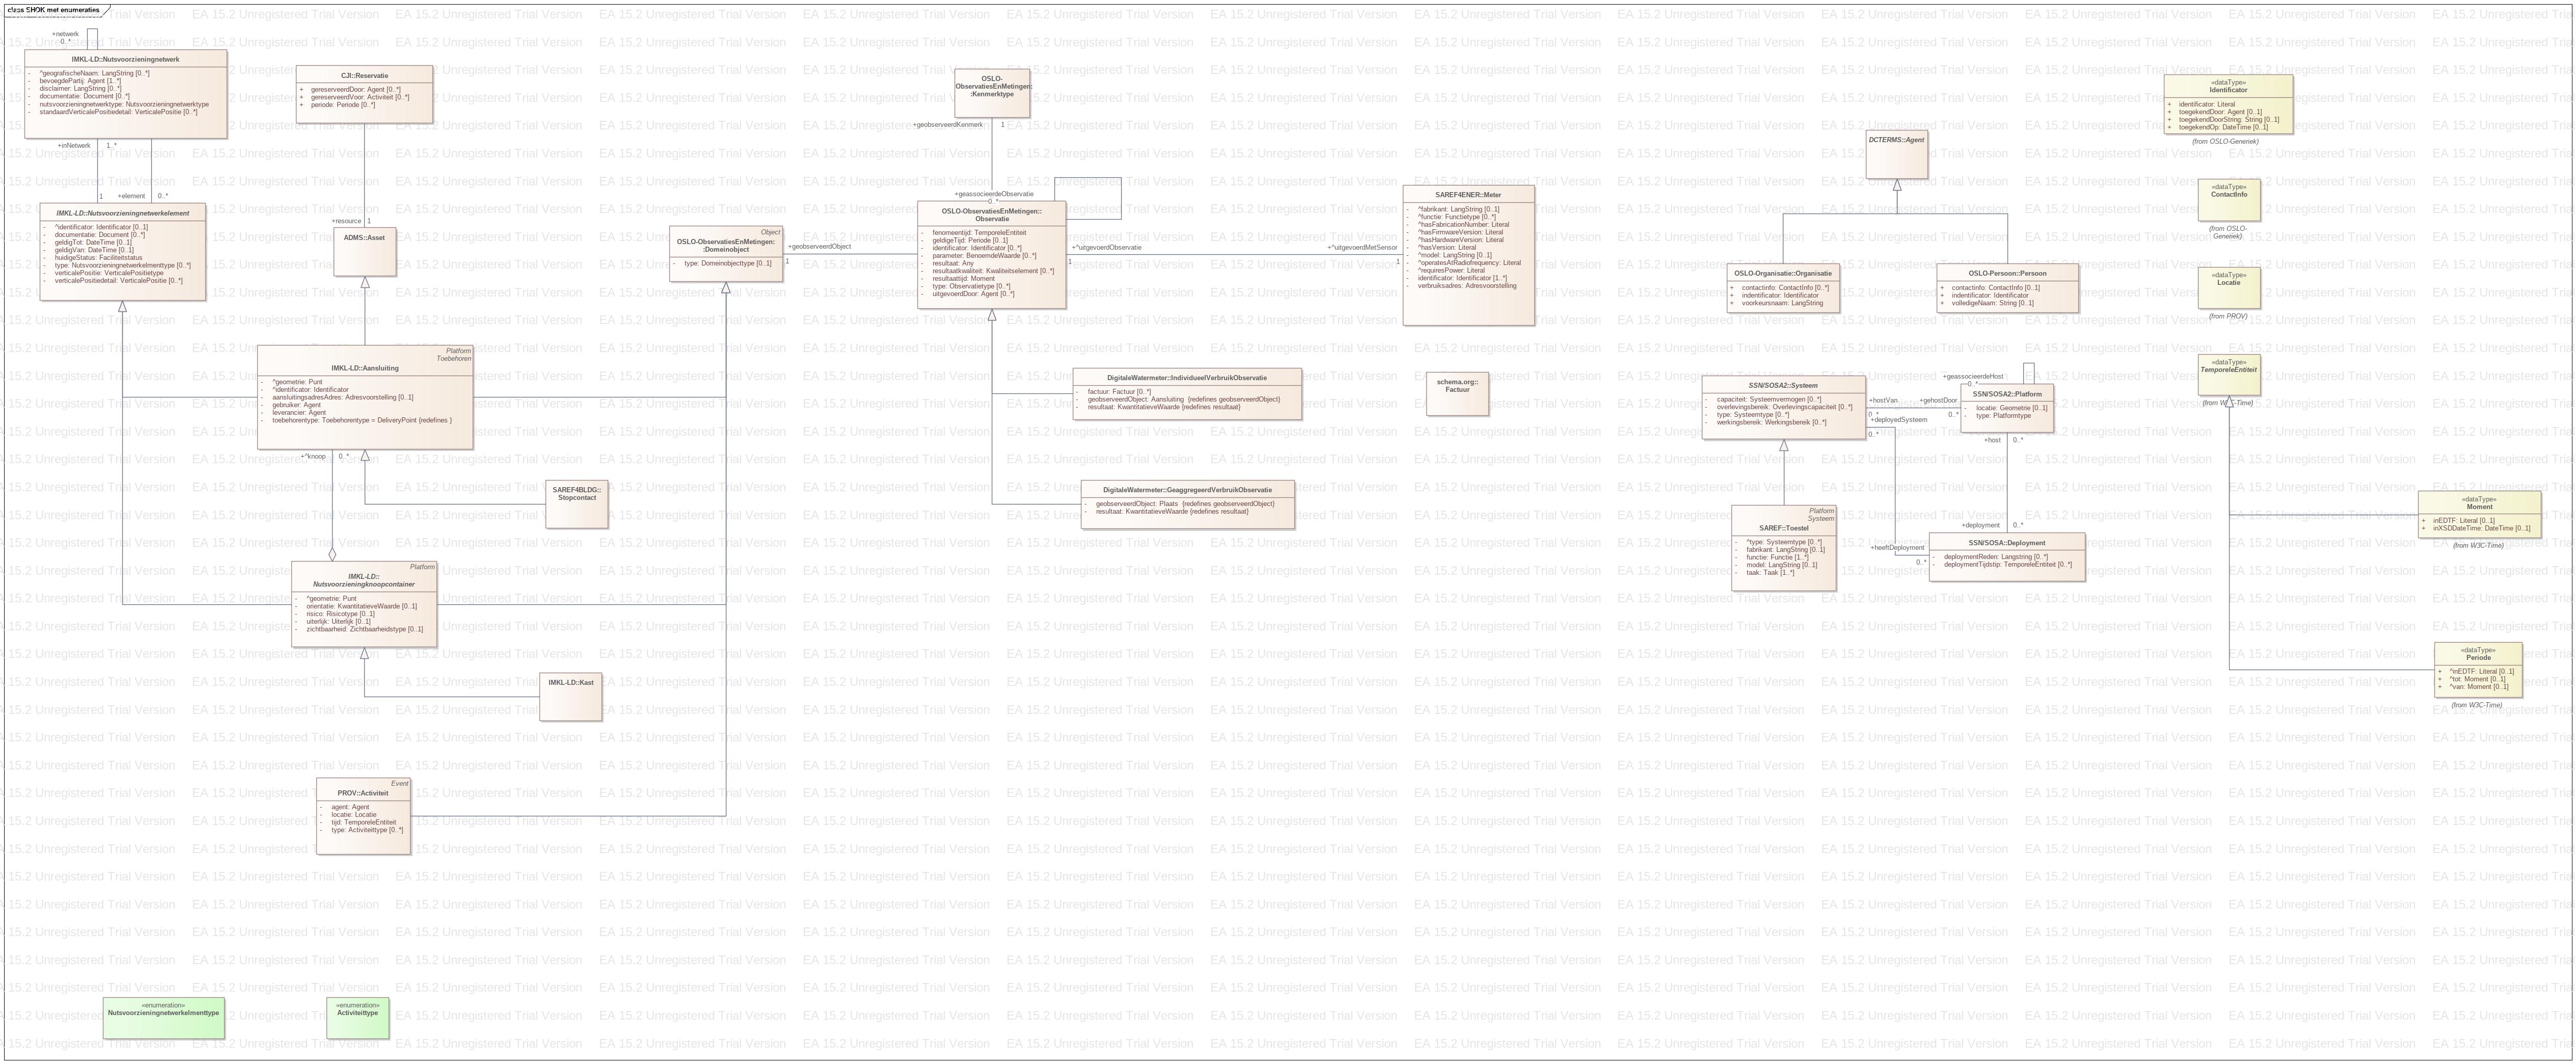 class SHOK met enumeraties
+netwerk
0..*
IMKL-LD::Nutsvoorzieningnetwerk
- ^geografischeNaam: LangString [0..*]
- bevoegdePartij: Agent [1..*]
- disclaimer: LangString [0..*]
- documentatie: Document [0..*]
- nutsvoorzieningnetwerktype: Nutsvoorzieningnetwerktype
- standaardVerticalePositiedetail: VerticalePositie [0..*]
+inNetwerk 1..*
1 +element 0..*
IMKL-LD::Nutsvoorzieningnetwerkelement
- ^identificator: Identificator [0..1]
- documentatie: Document [0..*]
- geldigTot: DateTime [0..1]
- geldigVan: DateTime [0..1]
- huidigeStatus: Faciliteitstatus
- type: Nutsvoorzieningnetwerkelmenttype [0..*]
- verticalePositie: VerticalePositietype
- verticalePositiedetail: VerticalePositie [0..*]
CJI::Reservatie
+ gereserveerdDoor: Agent [0..*]
+ gereserveerdVoor: Activiteit [0..*]
+ periode: Periode [0..*]
+resource 1
ADMS::Asset
Platform
Toebehoren
IMKL-LD::Aansluiting
- ^geometrie: Punt
- ^identificator: Identificator
- aansluitingsadresAdres: Adresvoorstelling [0..1]
- gebruiker: Agent
- leverancier: Agent
- toebehorentype: Toebehorentype = DeliveryPoint {redefines }
+^knoop 0..*
SAREF4BLDG::
Stopcontact
Platform
IMKL-LD::
Nutsvoorzieningknoopcontainer
- ^geometrie: Punt
- orientatie: KwantitatieveWaarde [0..1]
- risico: Risicotype [0..1]
- uiterlijk: Uiterlijk [0..1]
- zichtbaarheid: Zichtbaarheidstype [0..1]
IMKL-LD::Kast
Event
PROV::Activiteit
- agent: Agent
- locatie: Locatie
- tijd: TemporeleEntiteit
- type: Activiteittype [0..*]
«enumeration»
Nutsvoorzieningnetwerkelmenttype
«enumeration»
Activiteittype
Object
OSLO-ObservatiesEnMetingen:
:Domeinobject
- type: Domeinobjecttype [0..1]
+geobserveerdObject
1
OSLO-
ObservatiesEnMetingen:
:Kenmerktype
+geobserveerdKenmerk 1
+geassocieerdeObservatie
0..*
OSLO-ObservatiesEnMetingen::
Observatie
- fenomeentijd: TemporeleEntiteit
- geldigeTijd: Periode [0..1]
- identificator: Identificator [0..*]
- parameter: BenoemdeWaarde [0..*]
- resultaat: Any
- resultaatkwaliteit: Kwaliteitselement [0..*]
- resultaattijd: Moment
- type: Observatietype [0..*]
- uitgevoerdDoor: Agent [0..*]
+^uitgevoerdObservatie
1
+^uitgevoerdMetSensor
1
SAREF4ENER::Meter
- ^fabrikant: LangString [0..1]
- ^functie: Functietype [0..*]
- ^hasFabricationNumber: Literal
- ^hasFirmwareVersion: Literal
- ^hasHardwareVersion: Literal
- ^hasVersion: Literal
- ^model: LangString [0..1]
- ^operatesAtRadiofrequency: Literal
- ^requiresPower: Literal
- identificator: Identificator [1..*]
- verbruiksadres: Adresvoorstelling
DigitaleWatermeter::IndividueelVerbruikObservatie
- factuur: Factuur [0..*]
- geobserveerdObject: Aansluiting {redefines geobserveerdObject}
- resultaat: KwantitatieveWaarde {redefines resultaat}
DigitaleWatermeter::GeaggregeerdVerbruikObservatie
- geobserveerdObject: Plaats {redefines geobserveerdObject}
- resultaat: KwantitatieveWaarde {redefines resultaat}
schema.org::
Factuur
DCTERMS::Agent
OSLO-Organisatie::Organisatie
+ contactinfo: ContactInfo [0..*]
+ indentificator: Identificator
+ voorkeursnaam: LangString
OSLO-Persoon::Persoon
+ contactinfo: ContactInfo [0..1]
+ indentificator: Identificator
+ volledigeNaam: String [0..1]
SSN/SOSA2::Systeem
- capaciteit: Systeemvermogen [0..*]
- overlevingsbereik: Overlevingscapaciteit [0..*]
- type: Systeemtype [0..*]
- werkingsbereik: Werkingsbereik [0..*]
+hostVan
0..*
+gehostDoor
0..*
+deployedSysteem
0..*
+geassocieerdeHost
0..*
SSN/SOSA2::Platform
- locatie: Geometrie [0..1]
- type: Platformtype
+host 0..*
+deployment 0..*
+heeftDeployment
0..*
SSN/SOSA::Deployment
- deploymentReden: Langstring [0..*]
- deploymentTijdstip: TemporeleEntiteit [0..*]
Platform
Systeem
SAREF::Toestel
- ^type: Systeemtype [0..*]
- fabrikant: LangString [0..1]
- functie: Functie [1..*]
- model: LangString [0..1]
- taak: Taak [1..*]
«dataType»
Identificator
+ identificator: Literal
+ toegekendDoor: Agent [0..1]
+ toegekendDoorString: String [0..1]
+ toegekendOp: DateTime [0..1]
(from OSLO-Generiek)
«dataType»
ContactInfo
(from OSLO-
Generiek)
«dataType»
Locatie
(from PROV)
«dataType»
TemporeleEntiteit
(from W3C-Time)
«dataType»
Moment
+ inEDTF: Literal [0..1]
+ inXSDDateTime: DateTime [0..1]
(from W3C-Time)
«dataType»
Periode
+ ^inEDTF: Literal [0..1]
+ ^tot: Moment [0..1]
+ ^van: Moment [0..1]
(from W3C-Time)
EA 15.2 Unregistered Trial Version